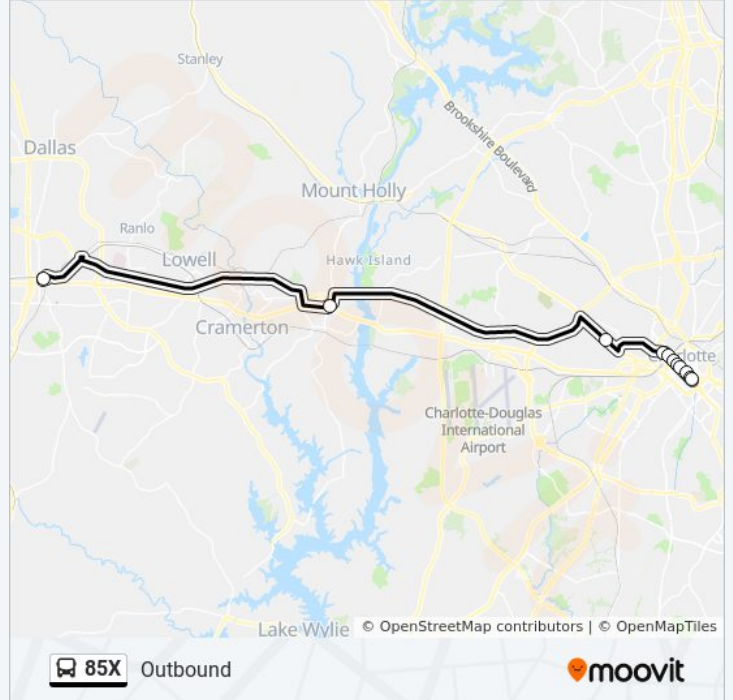 Stanley
Brookshire Boulevard
Dallas
Mount Holly
Ranlo
Lowell
Hawk Island
Cramerton
Charlotte-Douglas
International
Airport
Lake Wylie
© OpenStreetMap contributors | © OpenMapTiles
85X Outbound
moovit